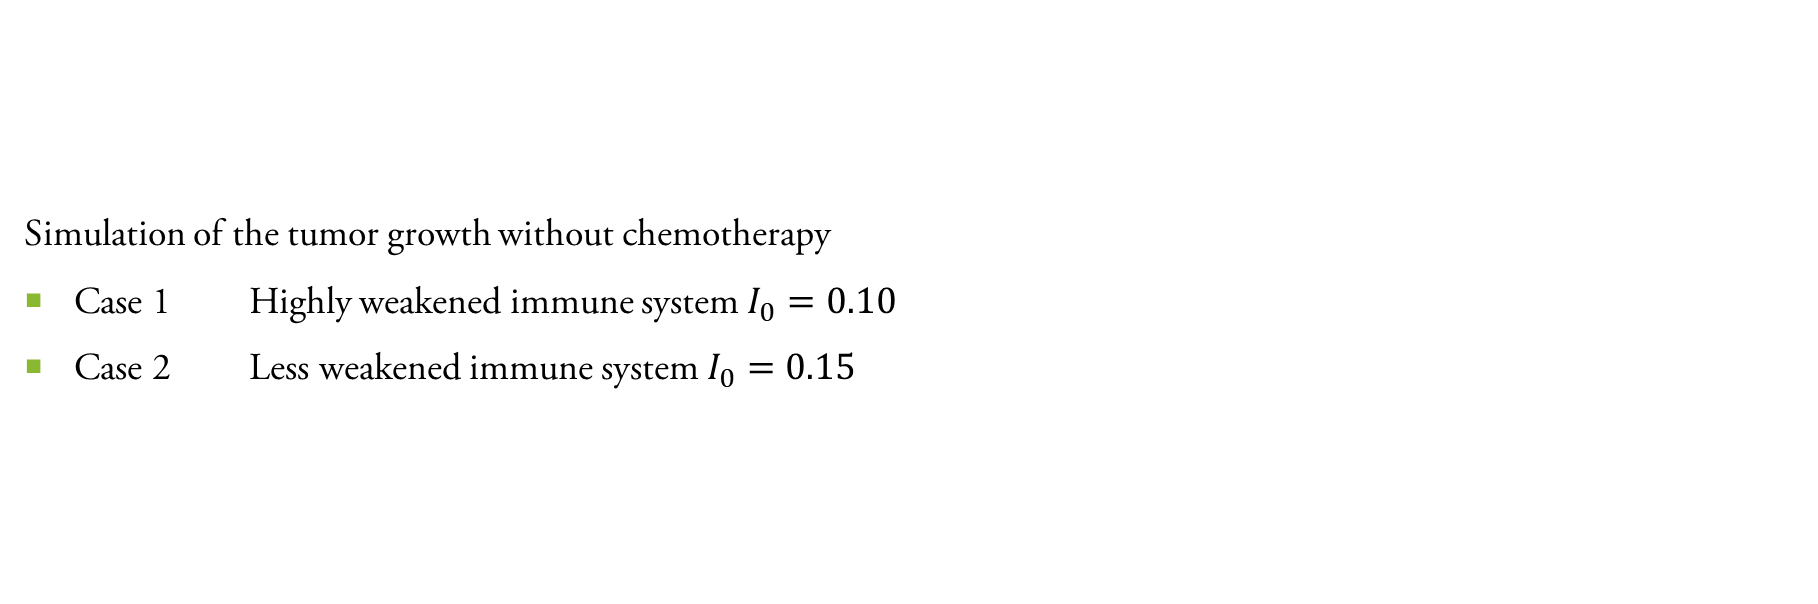 Simulation of the tumor growth without chemotherapy
▪ Case 1 Highly weakened immune system I₀ = 0.10
▪ Case 2 Less weakened immune system I₀ = 0.15